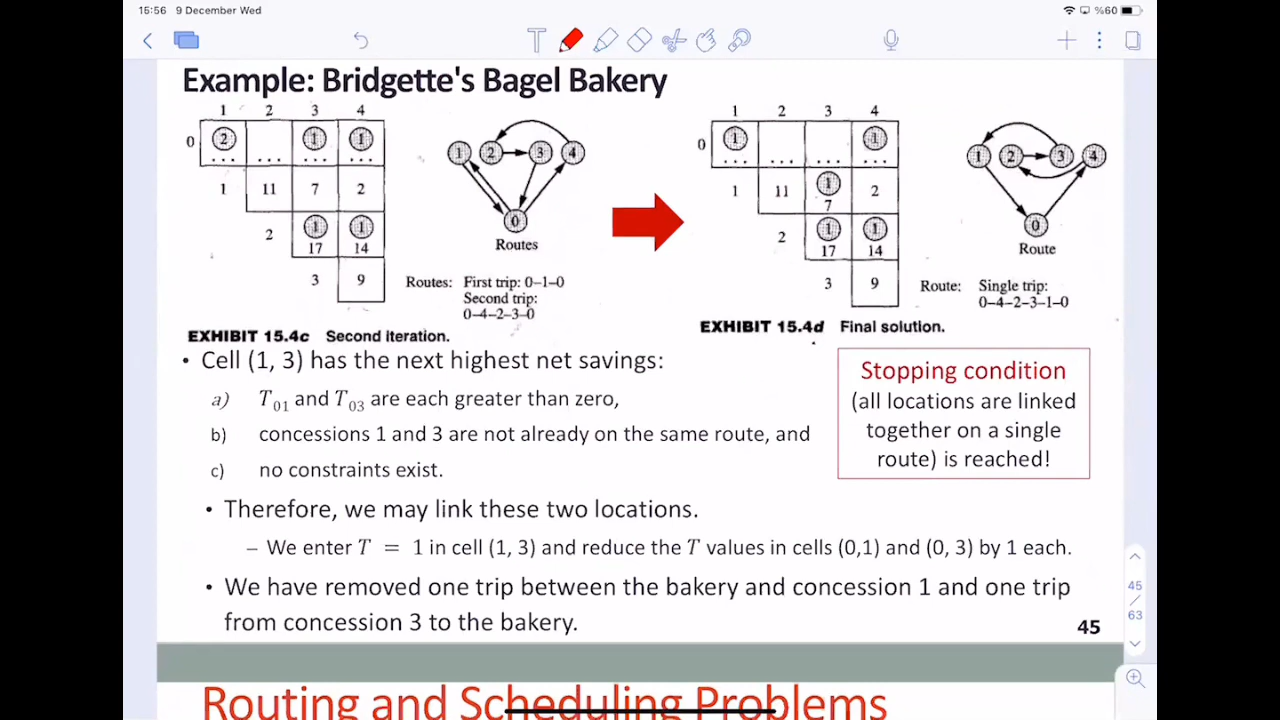 15:56 9 December Wed
%60
Example: Bridgette's Bagel Bakery
1 2 3 4
0 2 1 1
... ... ... ...
1 11 7 2
2 1 1
17 14
3 9
1 2 3 4
0
Routes
Routes: First trip: 0–1–0
Second trip:
0–4–2–3–0
EXHIBIT 15.4c Second iteration.
1 2 3 4
0 1 1
... ... ... ...
1 11 1 2
7
2 1 1
17 14
3 9
1 2 3 4
0
Route
Route: Single trip:
0–4–2–3–1–0
EXHIBIT 15.4d Final solution.
• Cell (1, 3) has the next highest net savings:
a) T01 and T03 are each greater than zero,
b) concessions 1 and 3 are not already on the same route, and
c) no constraints exist.
Stopping condition
(all locations are linked
together on a single
route) is reached!
• Therefore, we may link these two locations.
– We enter T = 1 in cell (1, 3) and reduce the T values in cells (0,1) and (0, 3) by 1 each.
• We have removed one trip between the bakery and concession 1 and one trip
from concession 3 to the bakery.
45
45
/
63
Routing and Scheduling Problems